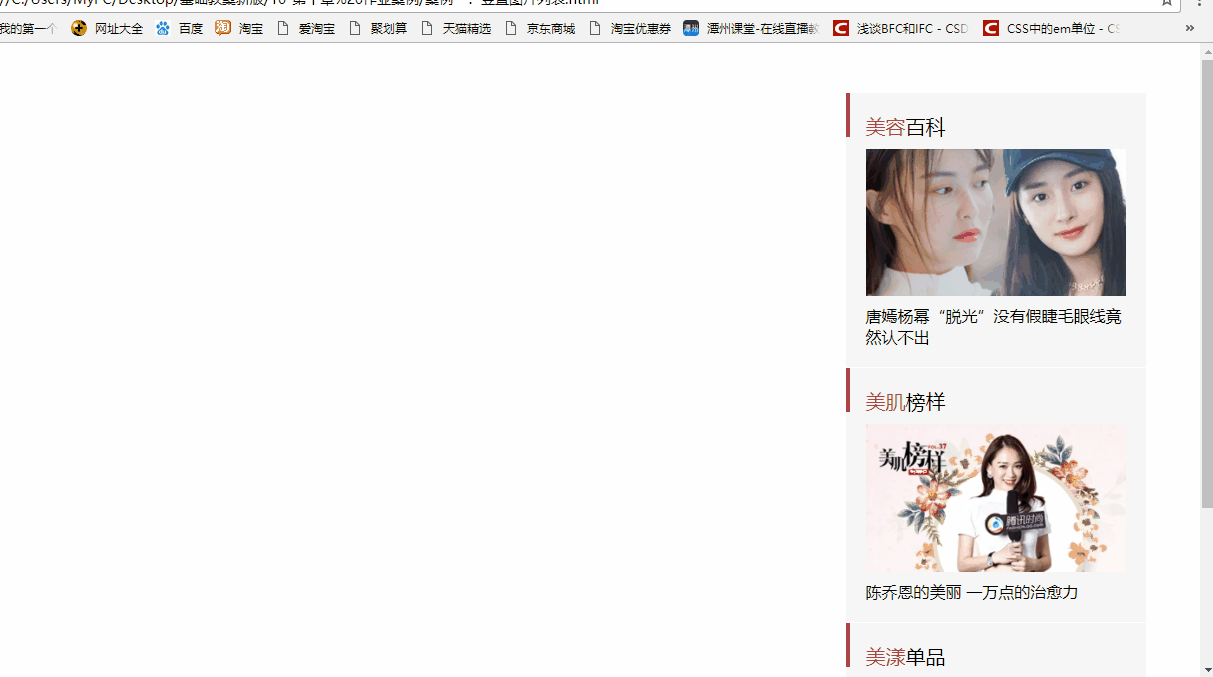 我的第一个 网址大全 百度 淘宝 爱淘宝 聚划算 天猫精选 京东商城 淘宝优惠券 潭州课堂-在线直播教 浅谈BFC和IFC - CSD CSS中的em单位 - CS »
美容百科
唐嫣杨幂“脱光”没有假睫毛眼线竟
然认不出
美肌榜样
美肌榜样 VOL.37
腾讯时尚
陈乔恩的美丽 一万点的治愈力
美漾单品